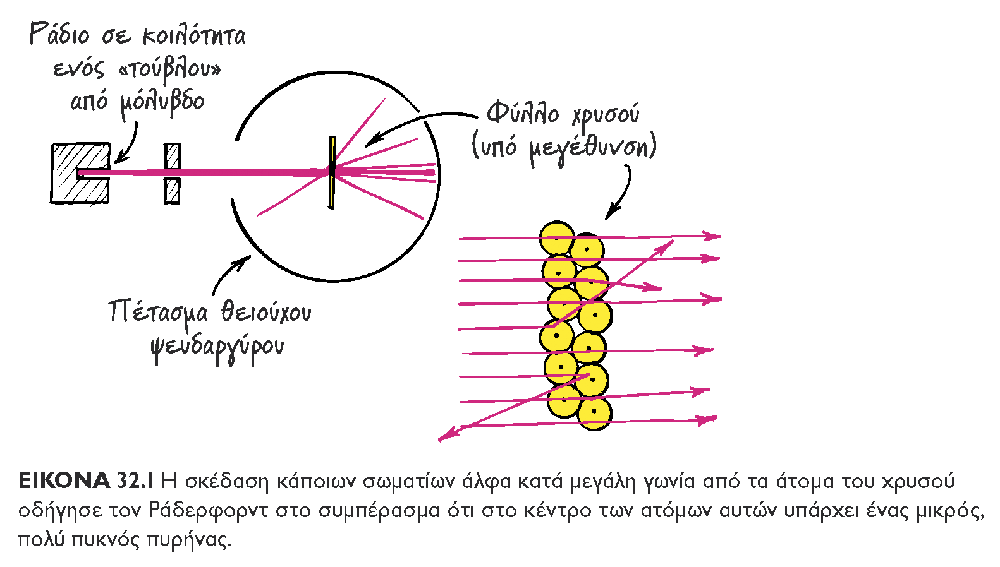 Ράδιο σε κοιλότητα
ενός «τούβλου»
από μόλυβδο
Φύλλο χρυσού
(υπό μεγέθυνση)
Πέτασμα θειούχου
ψευδαργύρου
ΕΙΚΟΝΑ 32.1 Η σκέδαση κάποιων σωματίων άλφα κατά μεγάλη γωνία από τα άτομα του χρυσού
οδήγησε τον Ράδερφορντ στο συμπέρασμα ότι στο κέντρο των ατόμων αυτών υπάρχει ένας μικρός,
πολύ πυκνός πυρήνας.